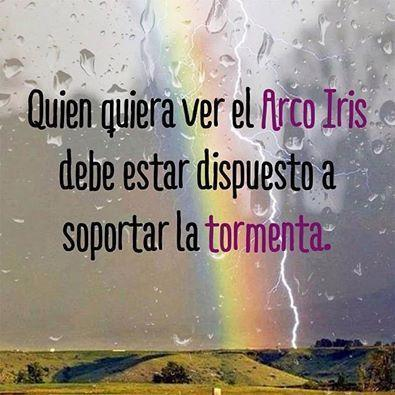 Quien quiera ver el Arco Iris
debe estar dispuesto a
soportar la tormenta.